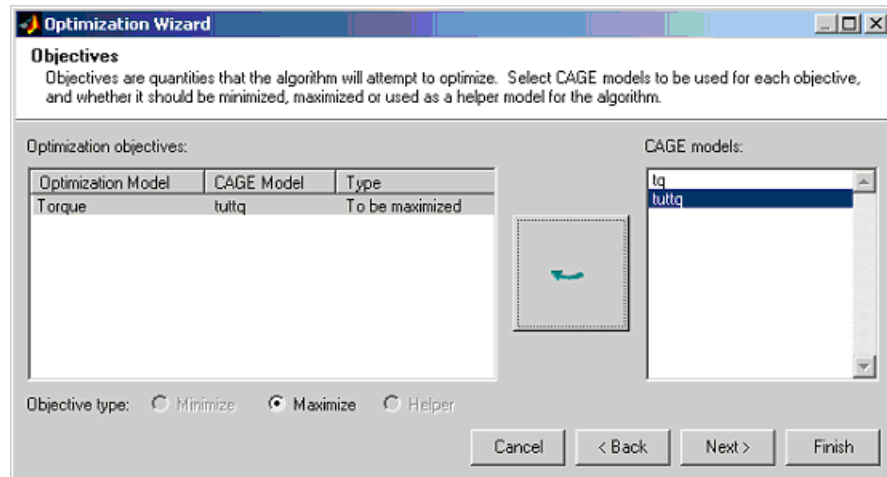 Optimization Wizard
Objectives
Objectives are quantities that the algorithm will attempt to optimize. Select CAGE models to be used for each objective,
and whether it should be minimized, maximized or used as a helper model for the algorithm.
Optimization objectives:
CAGE models:
Optimization Model CAGE Model Type
Torque tuttq To be maximized
tq
tuttq
Objective type: Minimize Maximize Helper
Cancel < Back Next > Finish